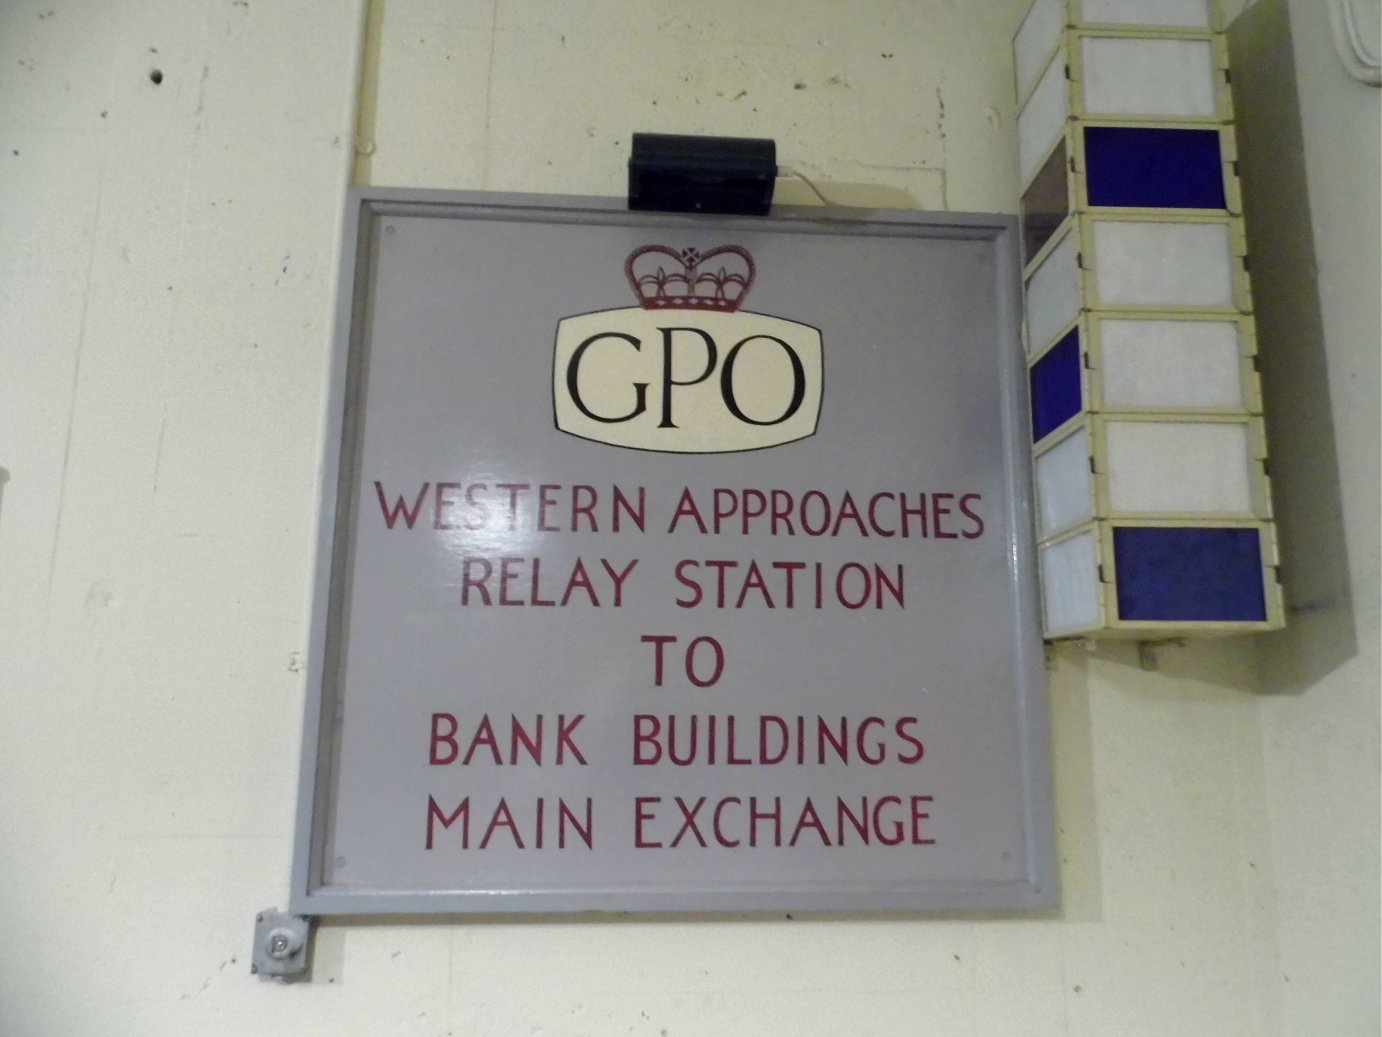 GPO
WESTERN APPROACHES
RELAY STATION
TO
BANK BUILDINGS
MAIN EXCHANGE